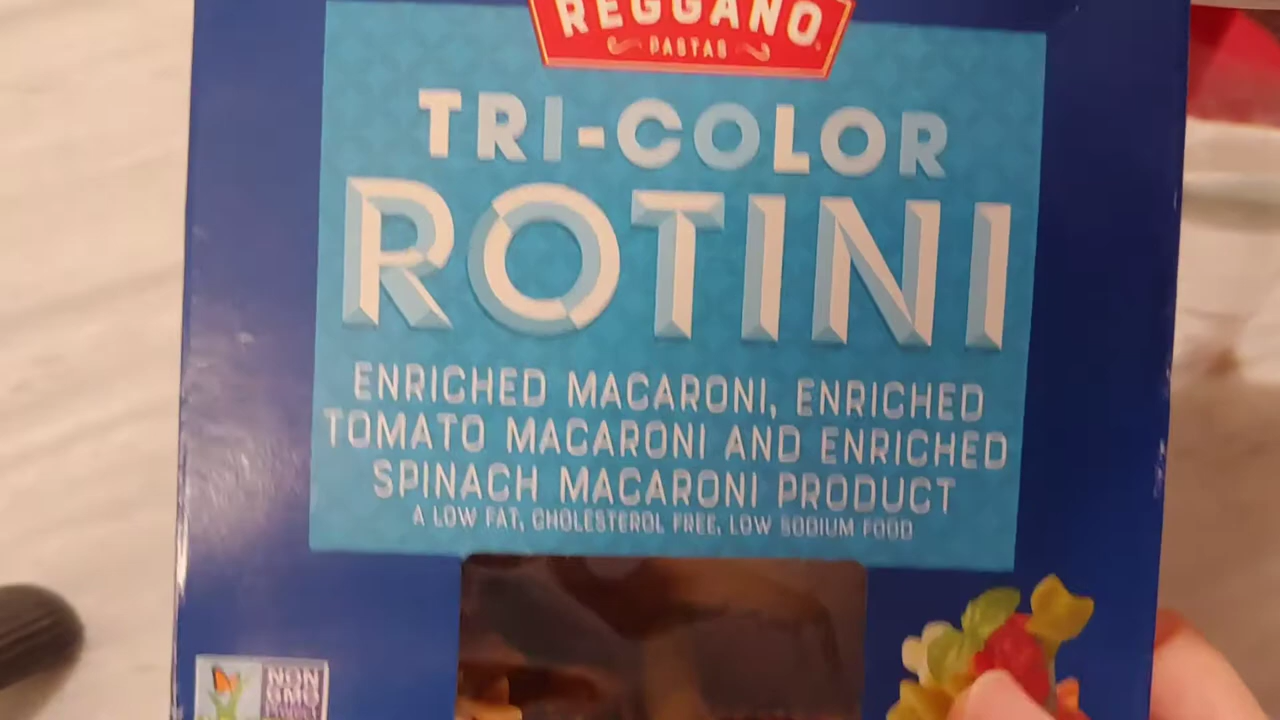 REGGANO
PASTAS
TRI-COLOR
ROTINI
ENRICHED MACARONI, ENRICHED
TOMATO MACARONI AND ENRICHED
SPINACH MACARONI PRODUCT
A LOW FAT, CHOLESTEROL FREE, LOW SODIUM FOOD
NON
GMO